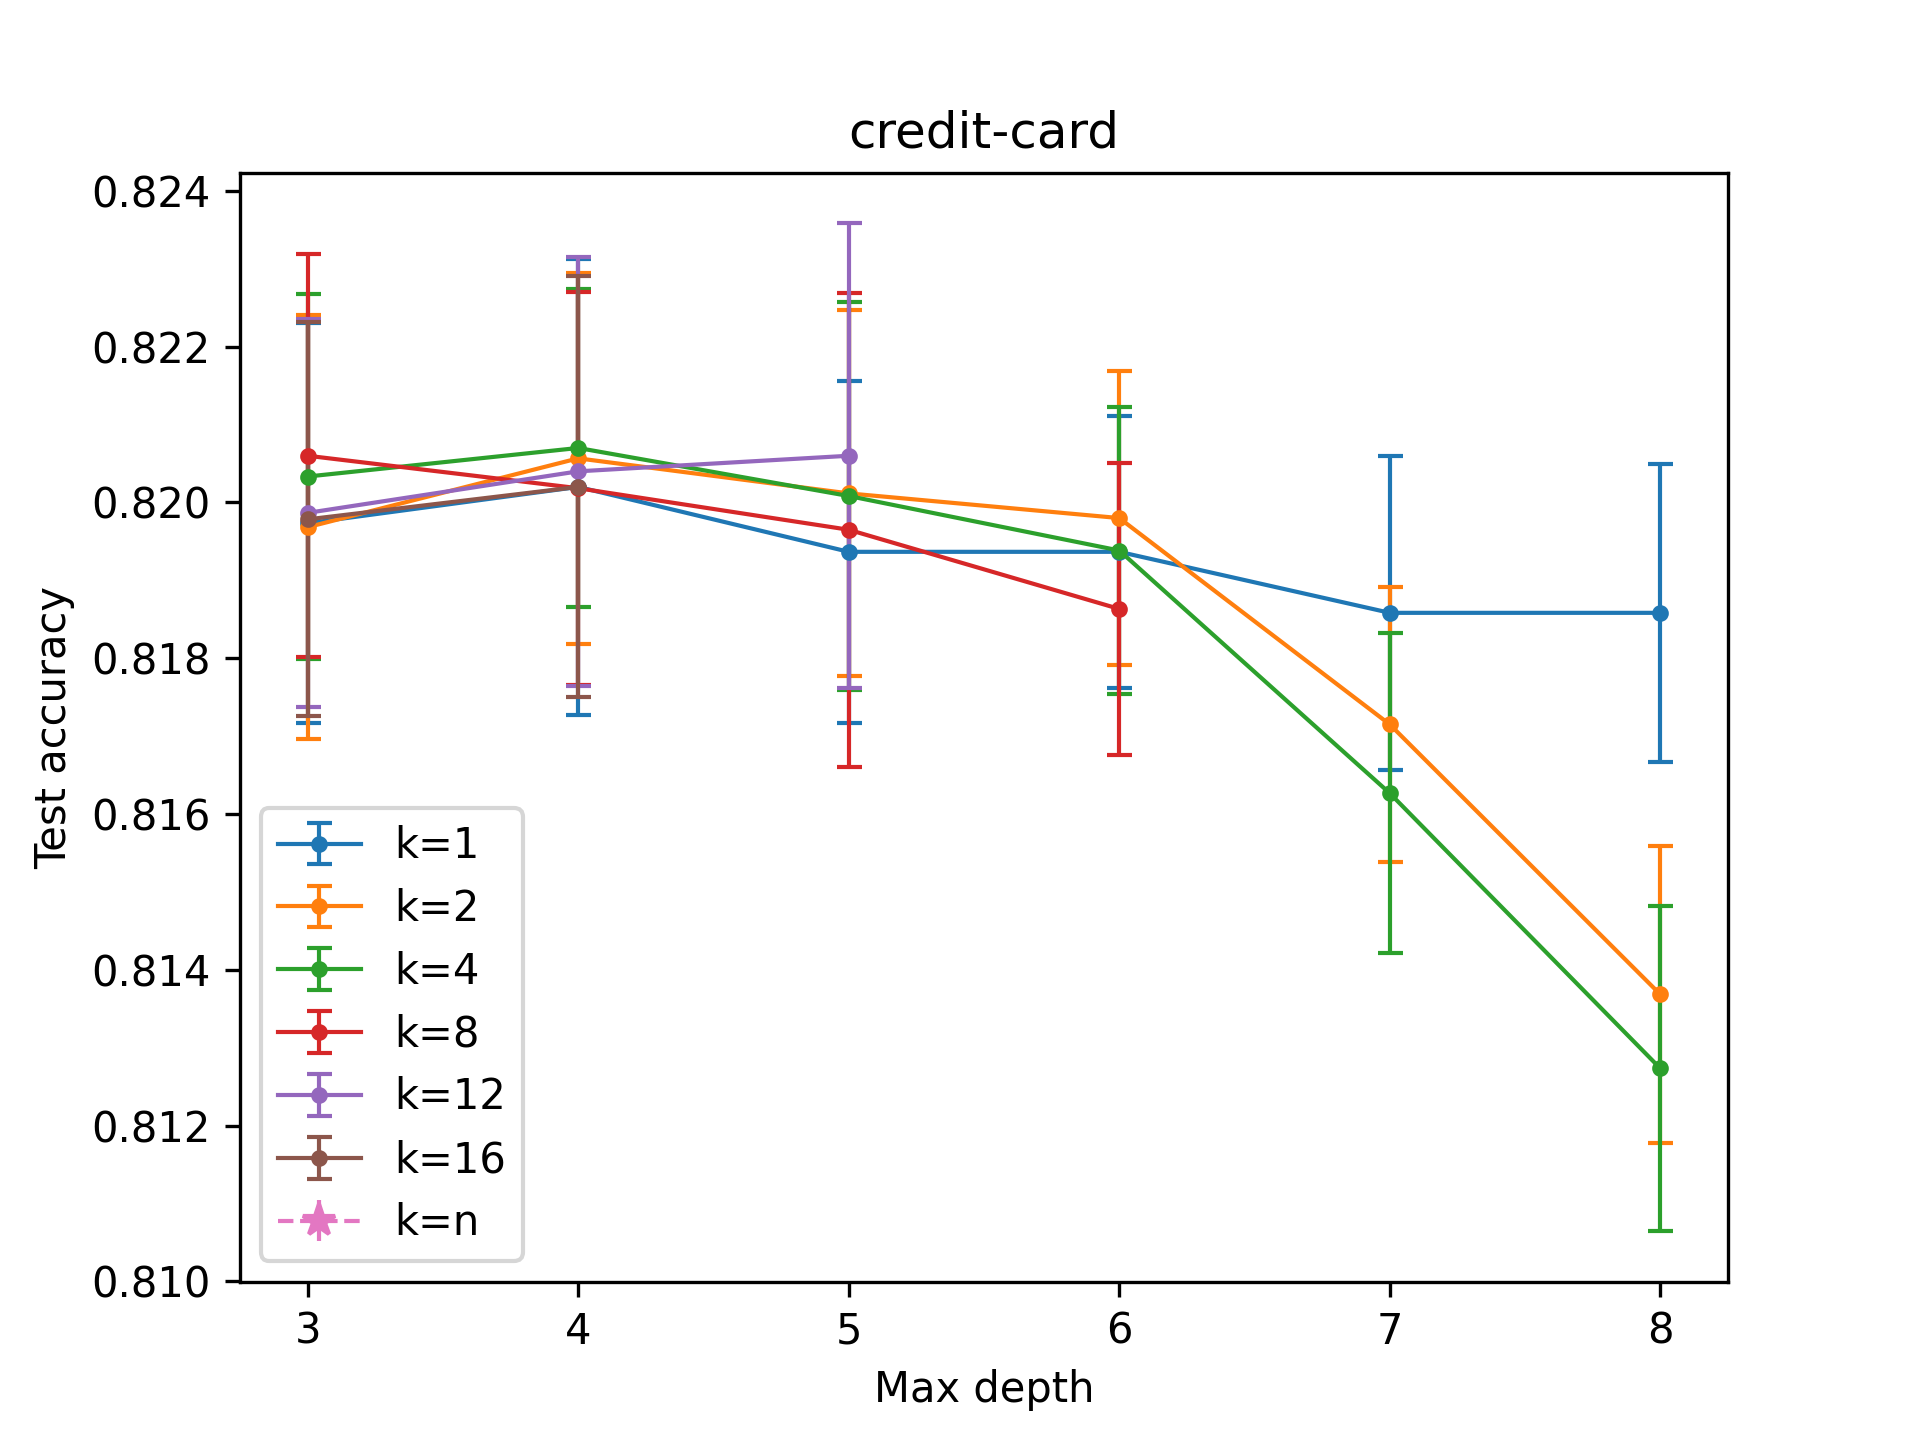 credit-card
0.824
0.822
0.820
0.818
0.816
0.814
0.812
0.810
Test accuracy
k=1
k=2
k=4
k=8
k=12
k=16
k=n
3 4 5 6 7 8
Max depth